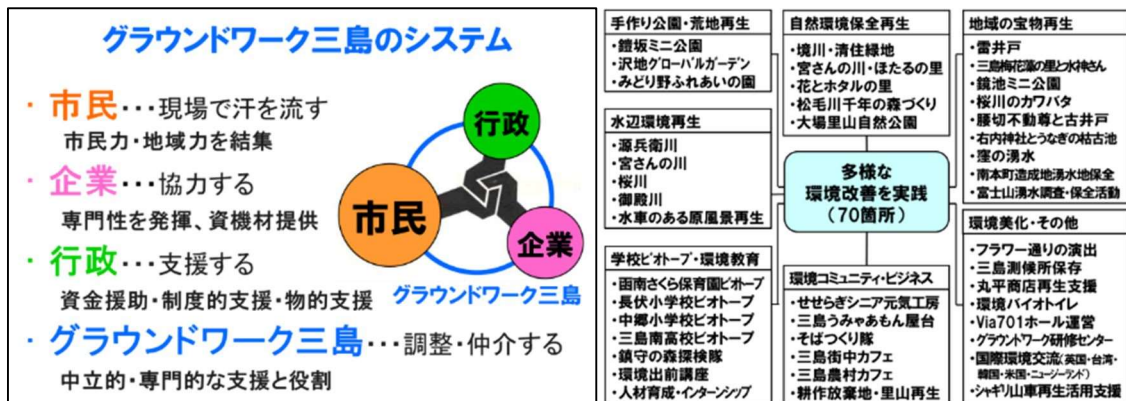 グラウンドワーク三島のシステム
・市民・・・現場で汗を流す
市民力・地域力を結集
・企業・・・協力する
専門性を発揮、資機材提供
・行政・・・支援する
資金援助・制度的支援・物的支援
・グラウンドワーク三島・・・調整・仲介する
中立的・専門的な支援と役割
行政
市民
企業
グラウンドワーク三島
手作り公園・荒地再生
・鎧坂ミニ公園
・沢地グローバルガーデン
・みどり野ふれあいの園
水辺環境再生
・源兵衛川
・宮さんの川
・桜川
・御殿川
・水車のある原風景再生
学校ビオトープ・環境教育
・函南さくら保育園ビオトープ
・長伏小学校ビオトープ
・中郷小学校ビオトープ
・三島南高校ビオトープ
・鎮守の森探検隊
・環境出前講座
・人材育成・インターンシップ
自然環境保全再生
・境川・清住緑地
・宮さんの川・ほたるの里
・花とホタルの里
・松毛川千年の森づくり
・大場里山自然公園
多様な
環境改善を実践
(70箇所)
環境コミュニティ・ビジネス
・せせらぎシニア元気工房
・三島うみゃあもん屋台
・そばつくり隊
・三島街中カフェ
・三島農村カフェ
・耕作放棄地・里山再生
地域の宝物再生
・雷井戸
・三島梅花藻の里と水神さん
・鏡池ミニ公園
・桜川のカワバタ
・腰切不動尊と古井戸
・右内神社とうなぎの枯古池
・窪の湧水
・南本町造成地湧水地保全
・富士山湧水調査・保全活動
環境美化・その他
・フラワー通りの演出
・三島測候所保存
・丸平商店再生支援
・環境バイオトイレ
・Via701ホール運営
・グラウンドワーク研修センター
・国際環境交流(英国・台湾・
韓国・米国・ニュージーランド)
・シャギリ山車再生活用支援